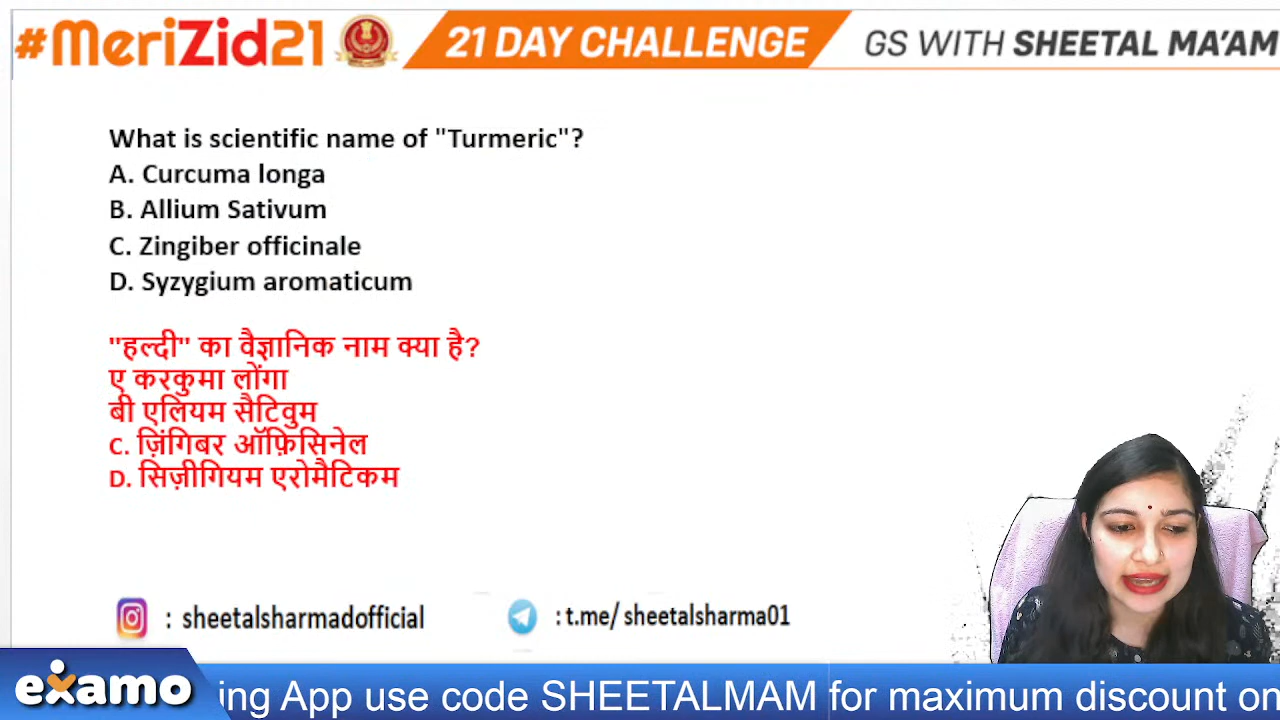 #MeriZid21 21 DAY CHALLENGE GS WITH SHEETAL MA'AM
What is scientific name of "Turmeric"?
A. Curcuma longa
B. Allium Sativum
C. Zingiber officinale
D. Syzygium aromaticum
"हल्दी" का वैज्ञानिक नाम क्या है?
ए करकुमा लोंगा
बी एलियम सैटिवुम
C. ज़िंगिबर ऑफ़िसिनेल
D. सिज़ीगियम एरोमैटिकम
: sheetalsharmadofficial : t.me/ sheetalsharma01
examo ing App use code SHEETALMAM for maximum discount on